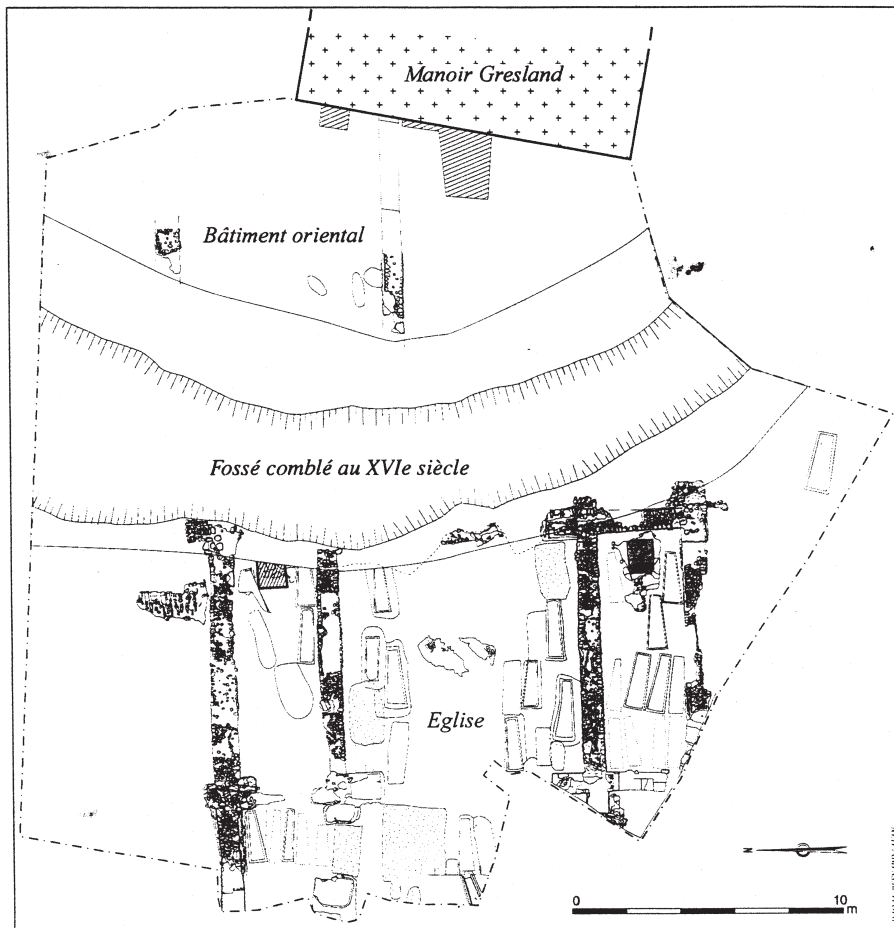 Manoir Gresland
Bâtiment oriental
Fossé comblé au XVIe siècle
Eglise
N
0 10
m